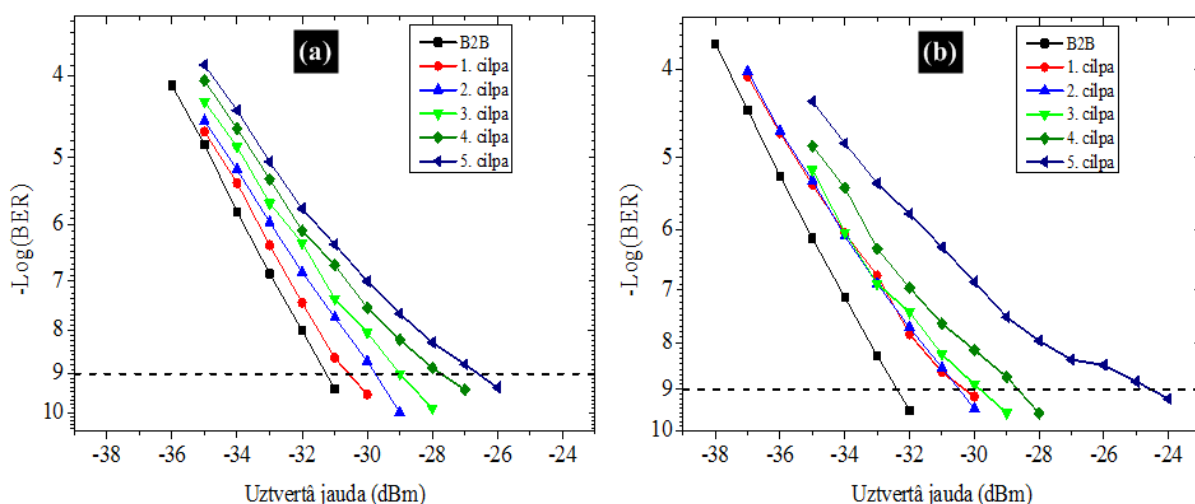 (a)
B2B
1. cilpa
2. cilpa
3. cilpa
4. cilpa
5. cilpa
-Log(BER)
4
5
6
7
8
9
10
-38 -36 -34 -32 -30 -28 -26 -24
Uztvertâ jauda (dBm)
(b)
B2B
1. cilpa
2. cilpa
3. cilpa
4. cilpa
5. cilpa
-Log(BER)
4
5
6
7
8
9
10
-38 -36 -34 -32 -30 -28 -26 -24
Uztvertâ jauda (dBm)